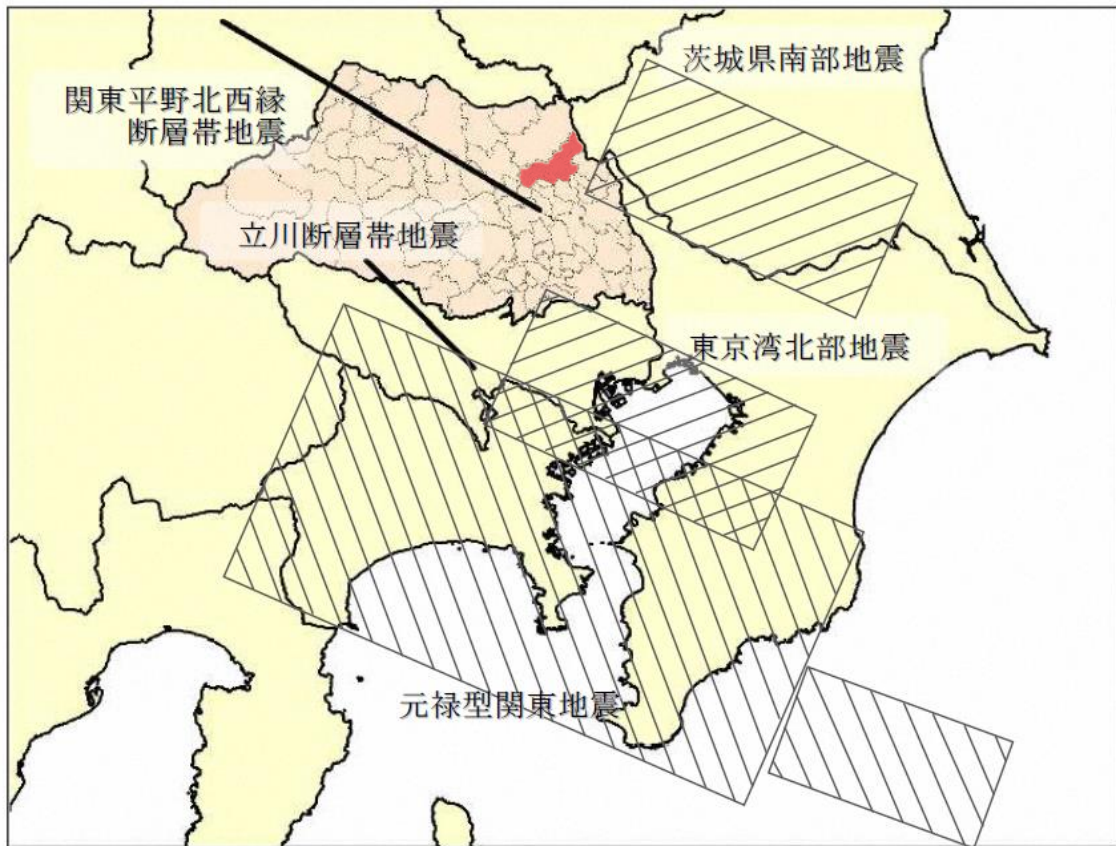 茨城県南部地震
関東平野北西縁
断層帯地震
立川断層帯地震
東京湾北部地震
元禄型関東地震